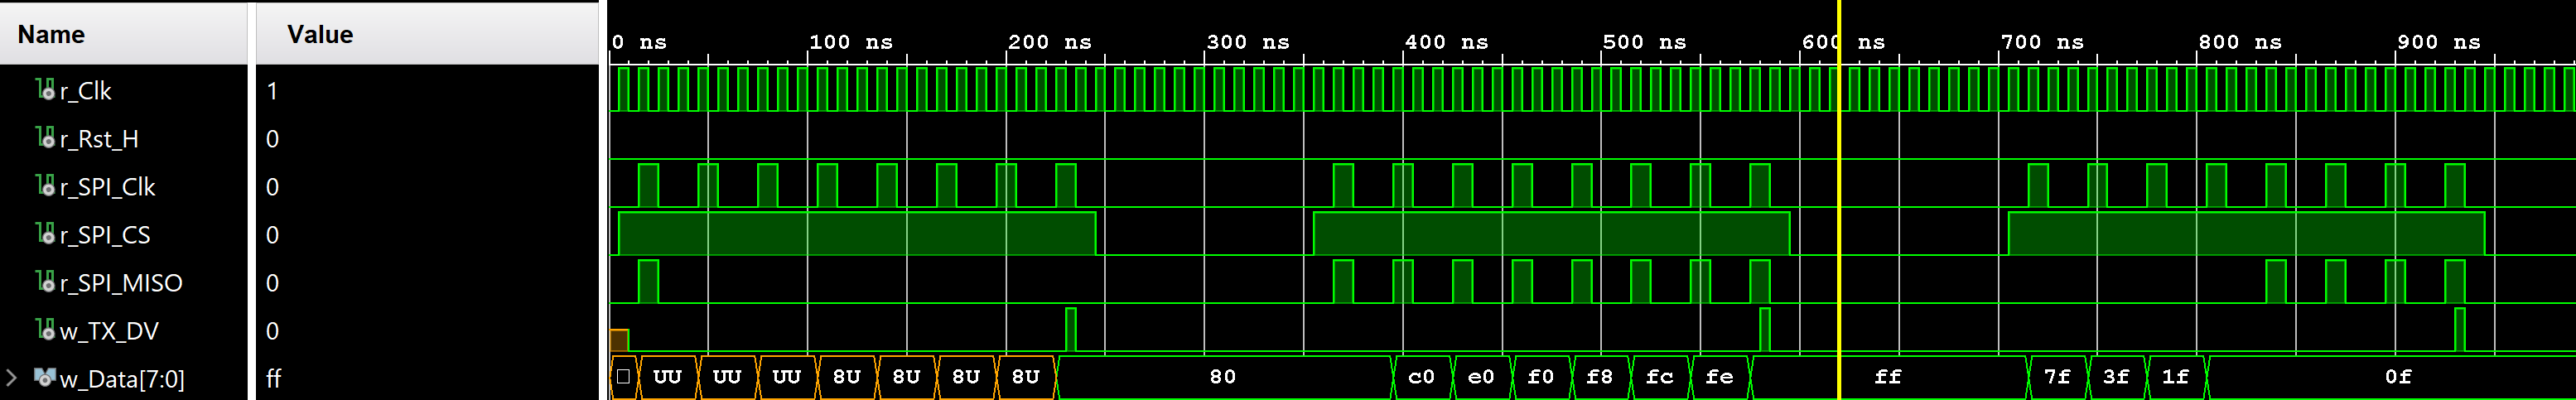 Name Value
0 ns 100 ns 200 ns 300 ns 400 ns 500 ns 600 ns 700 ns 800 ns 900 ns
r_Clk 1
r_Rst_H 0
r_SPI_Clk 0
r_SPI_CS 0
r_SPI_MISO 0
w_TX_DV 0
w_Data[7:0] ff UU UU UU 8U 8U 8U 8U 80 c0 e0 f0 f8 fc fe ff 7f 3f 1f 0f